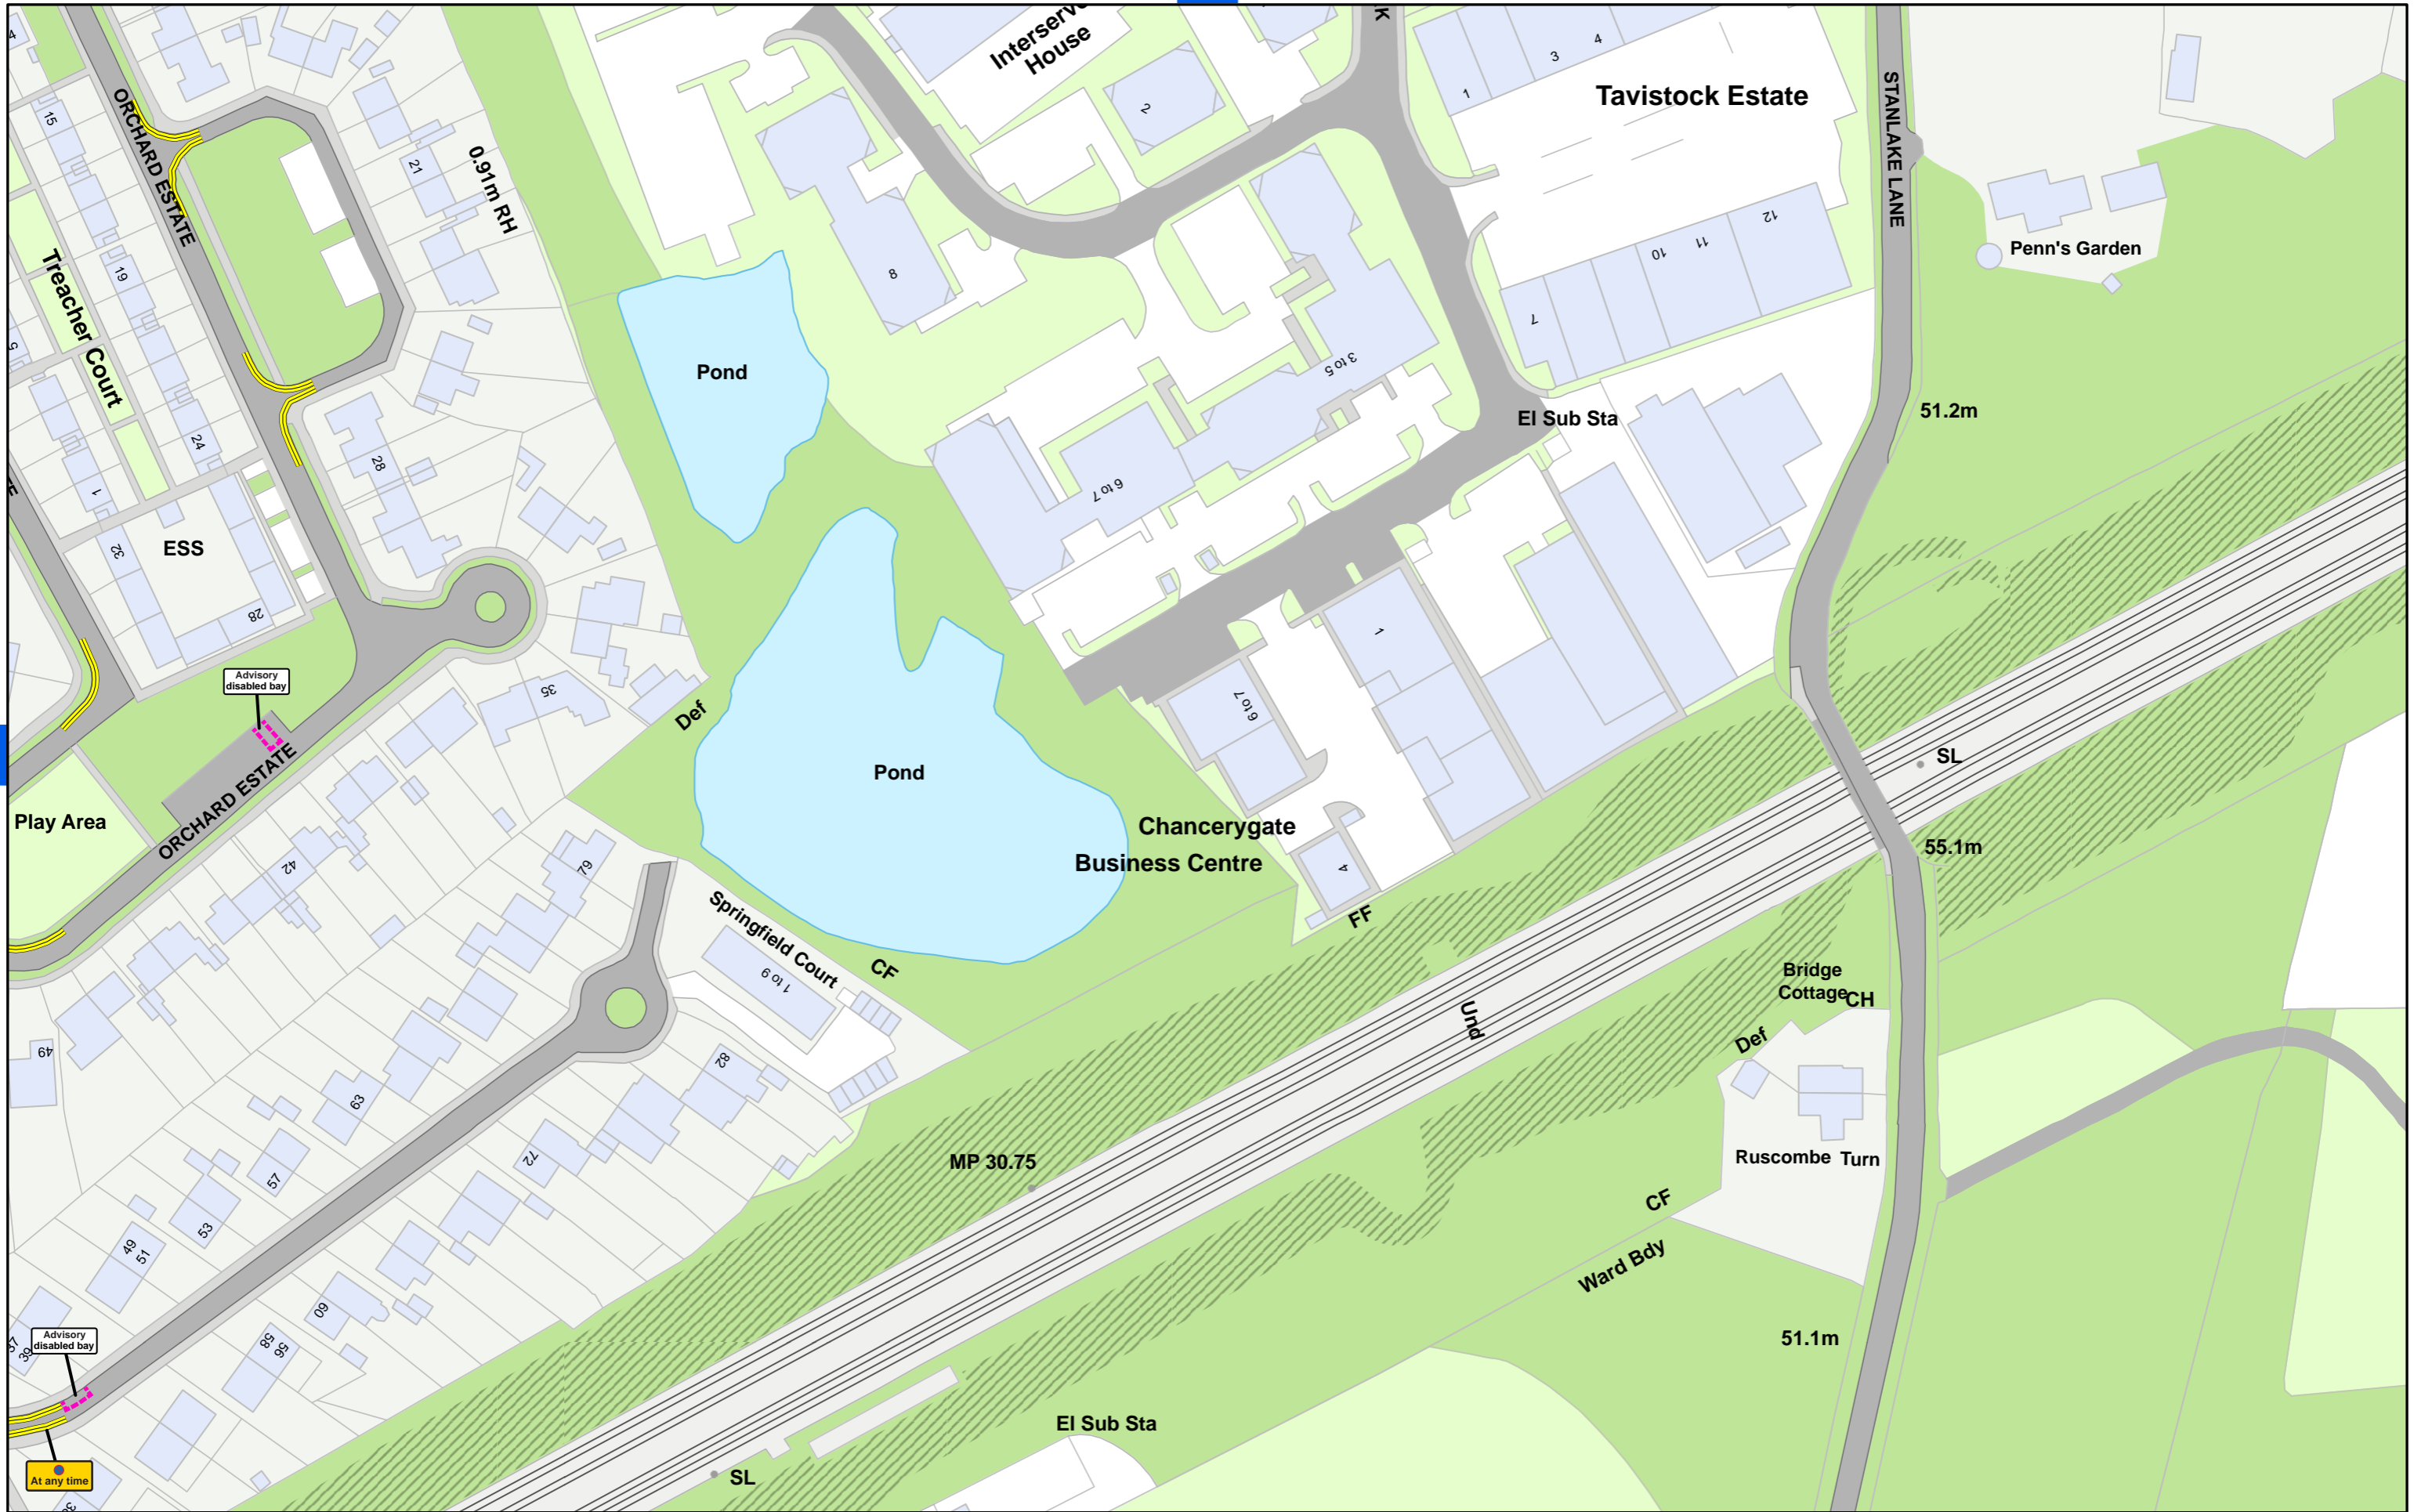 Interserve
House
K
Tavistock Estate
1
3
4
2
STANLAKE LANE
ORCHARD ESTATE
15
21
0.91m RH
Treacher Court
19
5
8
12
11
10
7
Penn's Garden
Pond
3 to 5
51.2m
El Sub Sta
24
28
1
6 to 7
32
ESS
28
1
Advisory
disabled bay
35
Def
6 to 7
ORCHARD ESTATE
Pond
SL
Play Area
Chancerygate
Business Centre
55.1m
42
79
4
FF
Springfield Court
CF
1 to 9
Und
Bridge
Cottage
CH
Def
49
82
63
72
57
MP 30.75
Ruscombe Turn
CF
53
49
51
Ward Bdy
60
58
56
37
39
Advisory
disabled bay
51.1m
El Sub Sta
At any time
SL